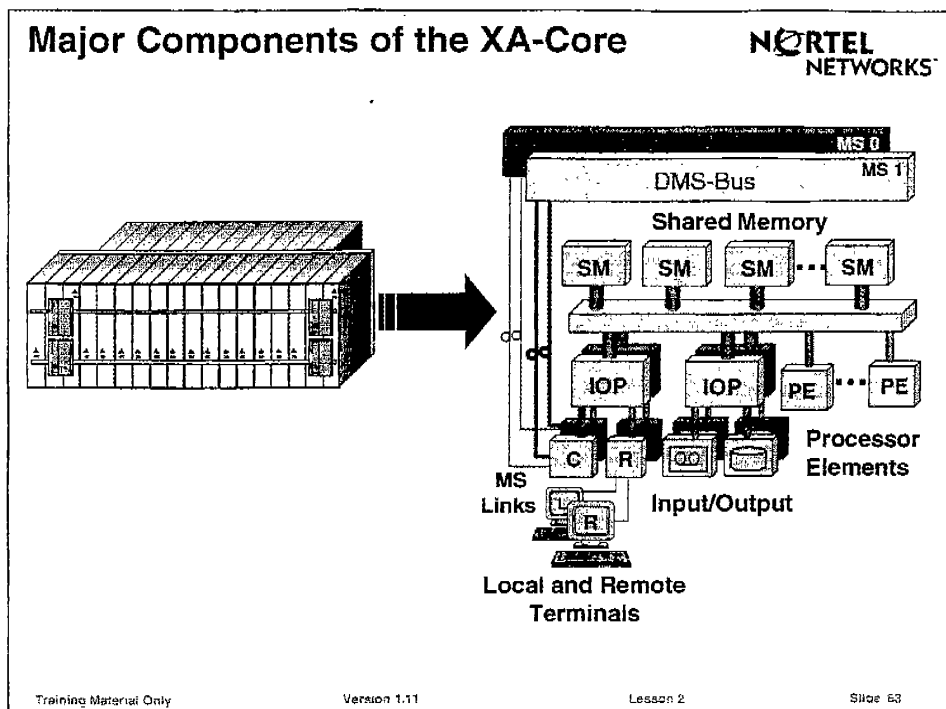 Major Components of the XA-Core
NORTEL
NETWORKS
MS 0
MS 1
DMS-Bus
Shared Memory
SM SM SM SM
IOP IOP PE PE
C R
Processor
Elements
MS
Links
Input/Output
L
R
Local and Remote
Terminals
Training Material Only Version 1.11 Lesson 2 Slide 63